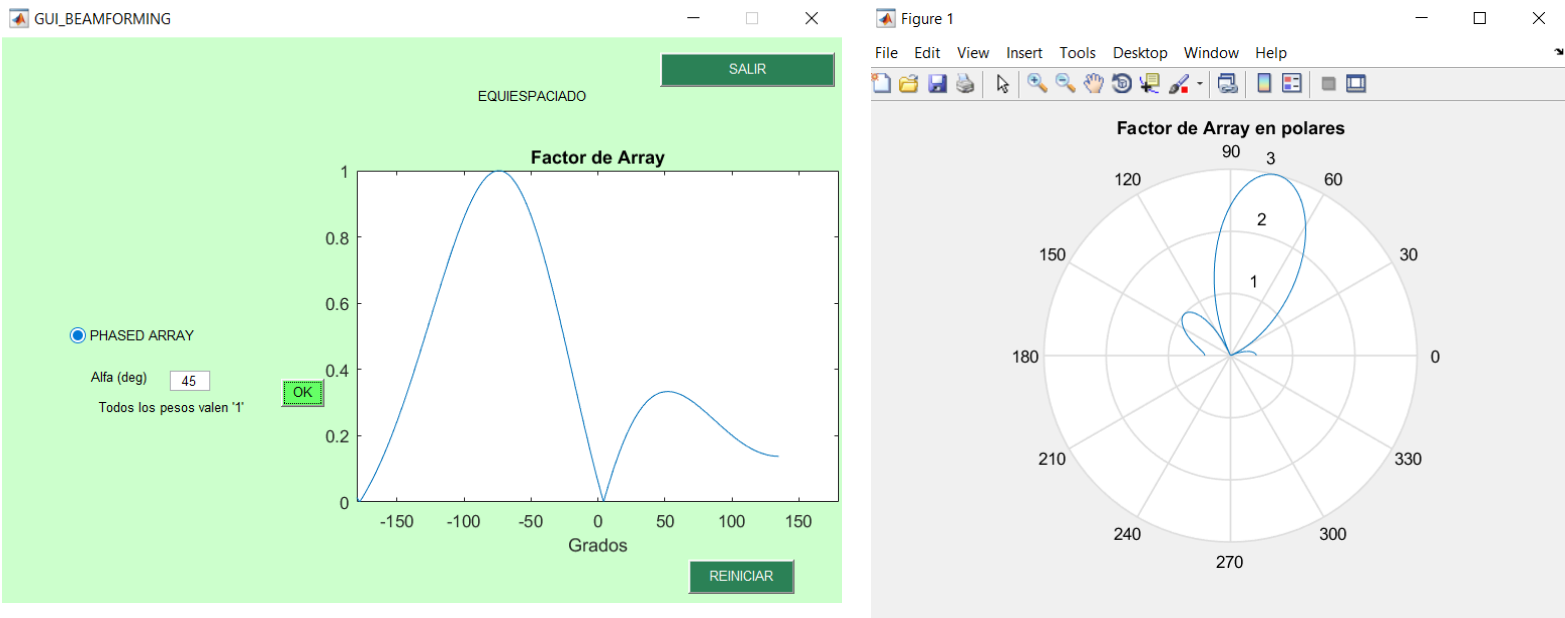 GUI_BEAMFORMING
SALIR
EQUIESPACIADO
Factor de Array
1
0.8
0.6
0.4
0.2
0
-150 -100 -50 0 50 100 150
Grados
PHASED ARRAY
Alfa (deg) 45
OK
Todos los pesos valen '1'
REINICIAR
Figure 1
File Edit View Insert Tools Desktop Window Help
Factor de Array en polares
90
3
120 60
2
150 30
1
180 0
210 330
240 300
270